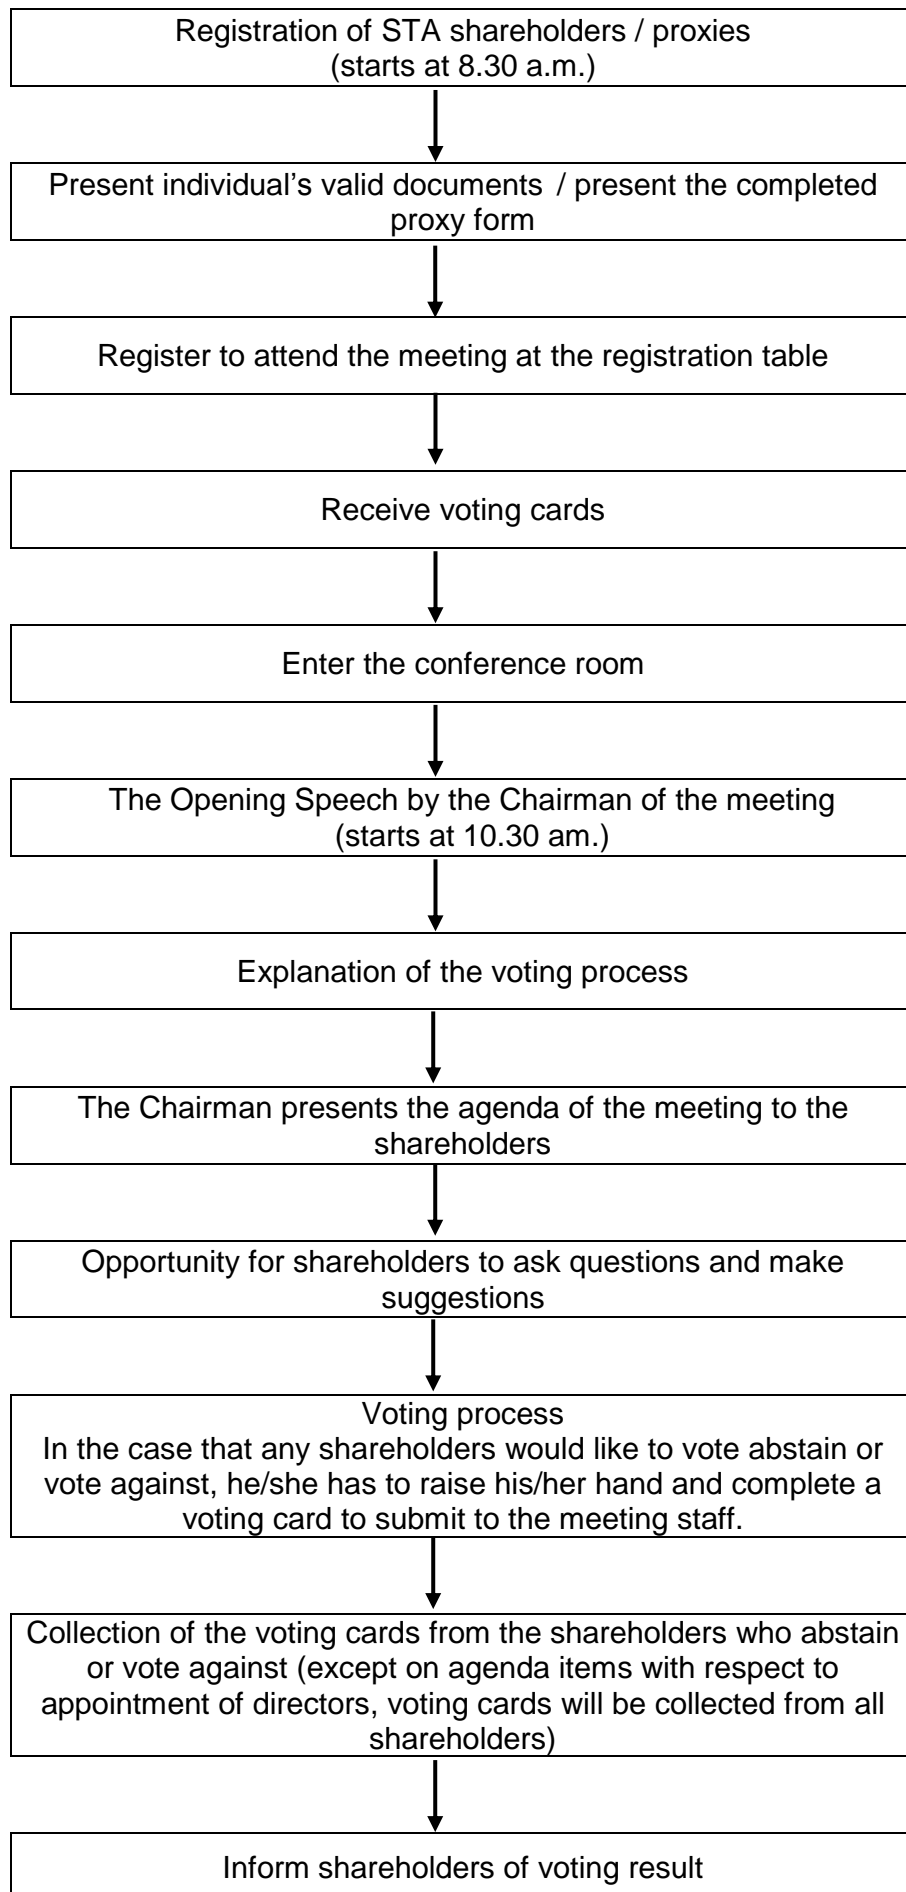 Registration of STA shareholders / proxies
(starts at 8.30 a.m.)
Present individual’s valid documents / present the completed
proxy form
Register to attend the meeting at the registration table
Receive voting cards
Enter the conference room
The Opening Speech by the Chairman of the meeting
(starts at 10.30 am.)
Explanation of the voting process
The Chairman presents the agenda of the meeting to the
shareholders
Opportunity for shareholders to ask questions and make
suggestions
Voting process
In the case that any shareholders would like to vote abstain or
vote against, he/she has to raise his/her hand and complete a
voting card to submit to the meeting staff.
Collection of the voting cards from the shareholders who abstain
or vote against (except on agenda items with respect to
appointment of directors, voting cards will be collected from all
shareholders)
Inform shareholders of voting result